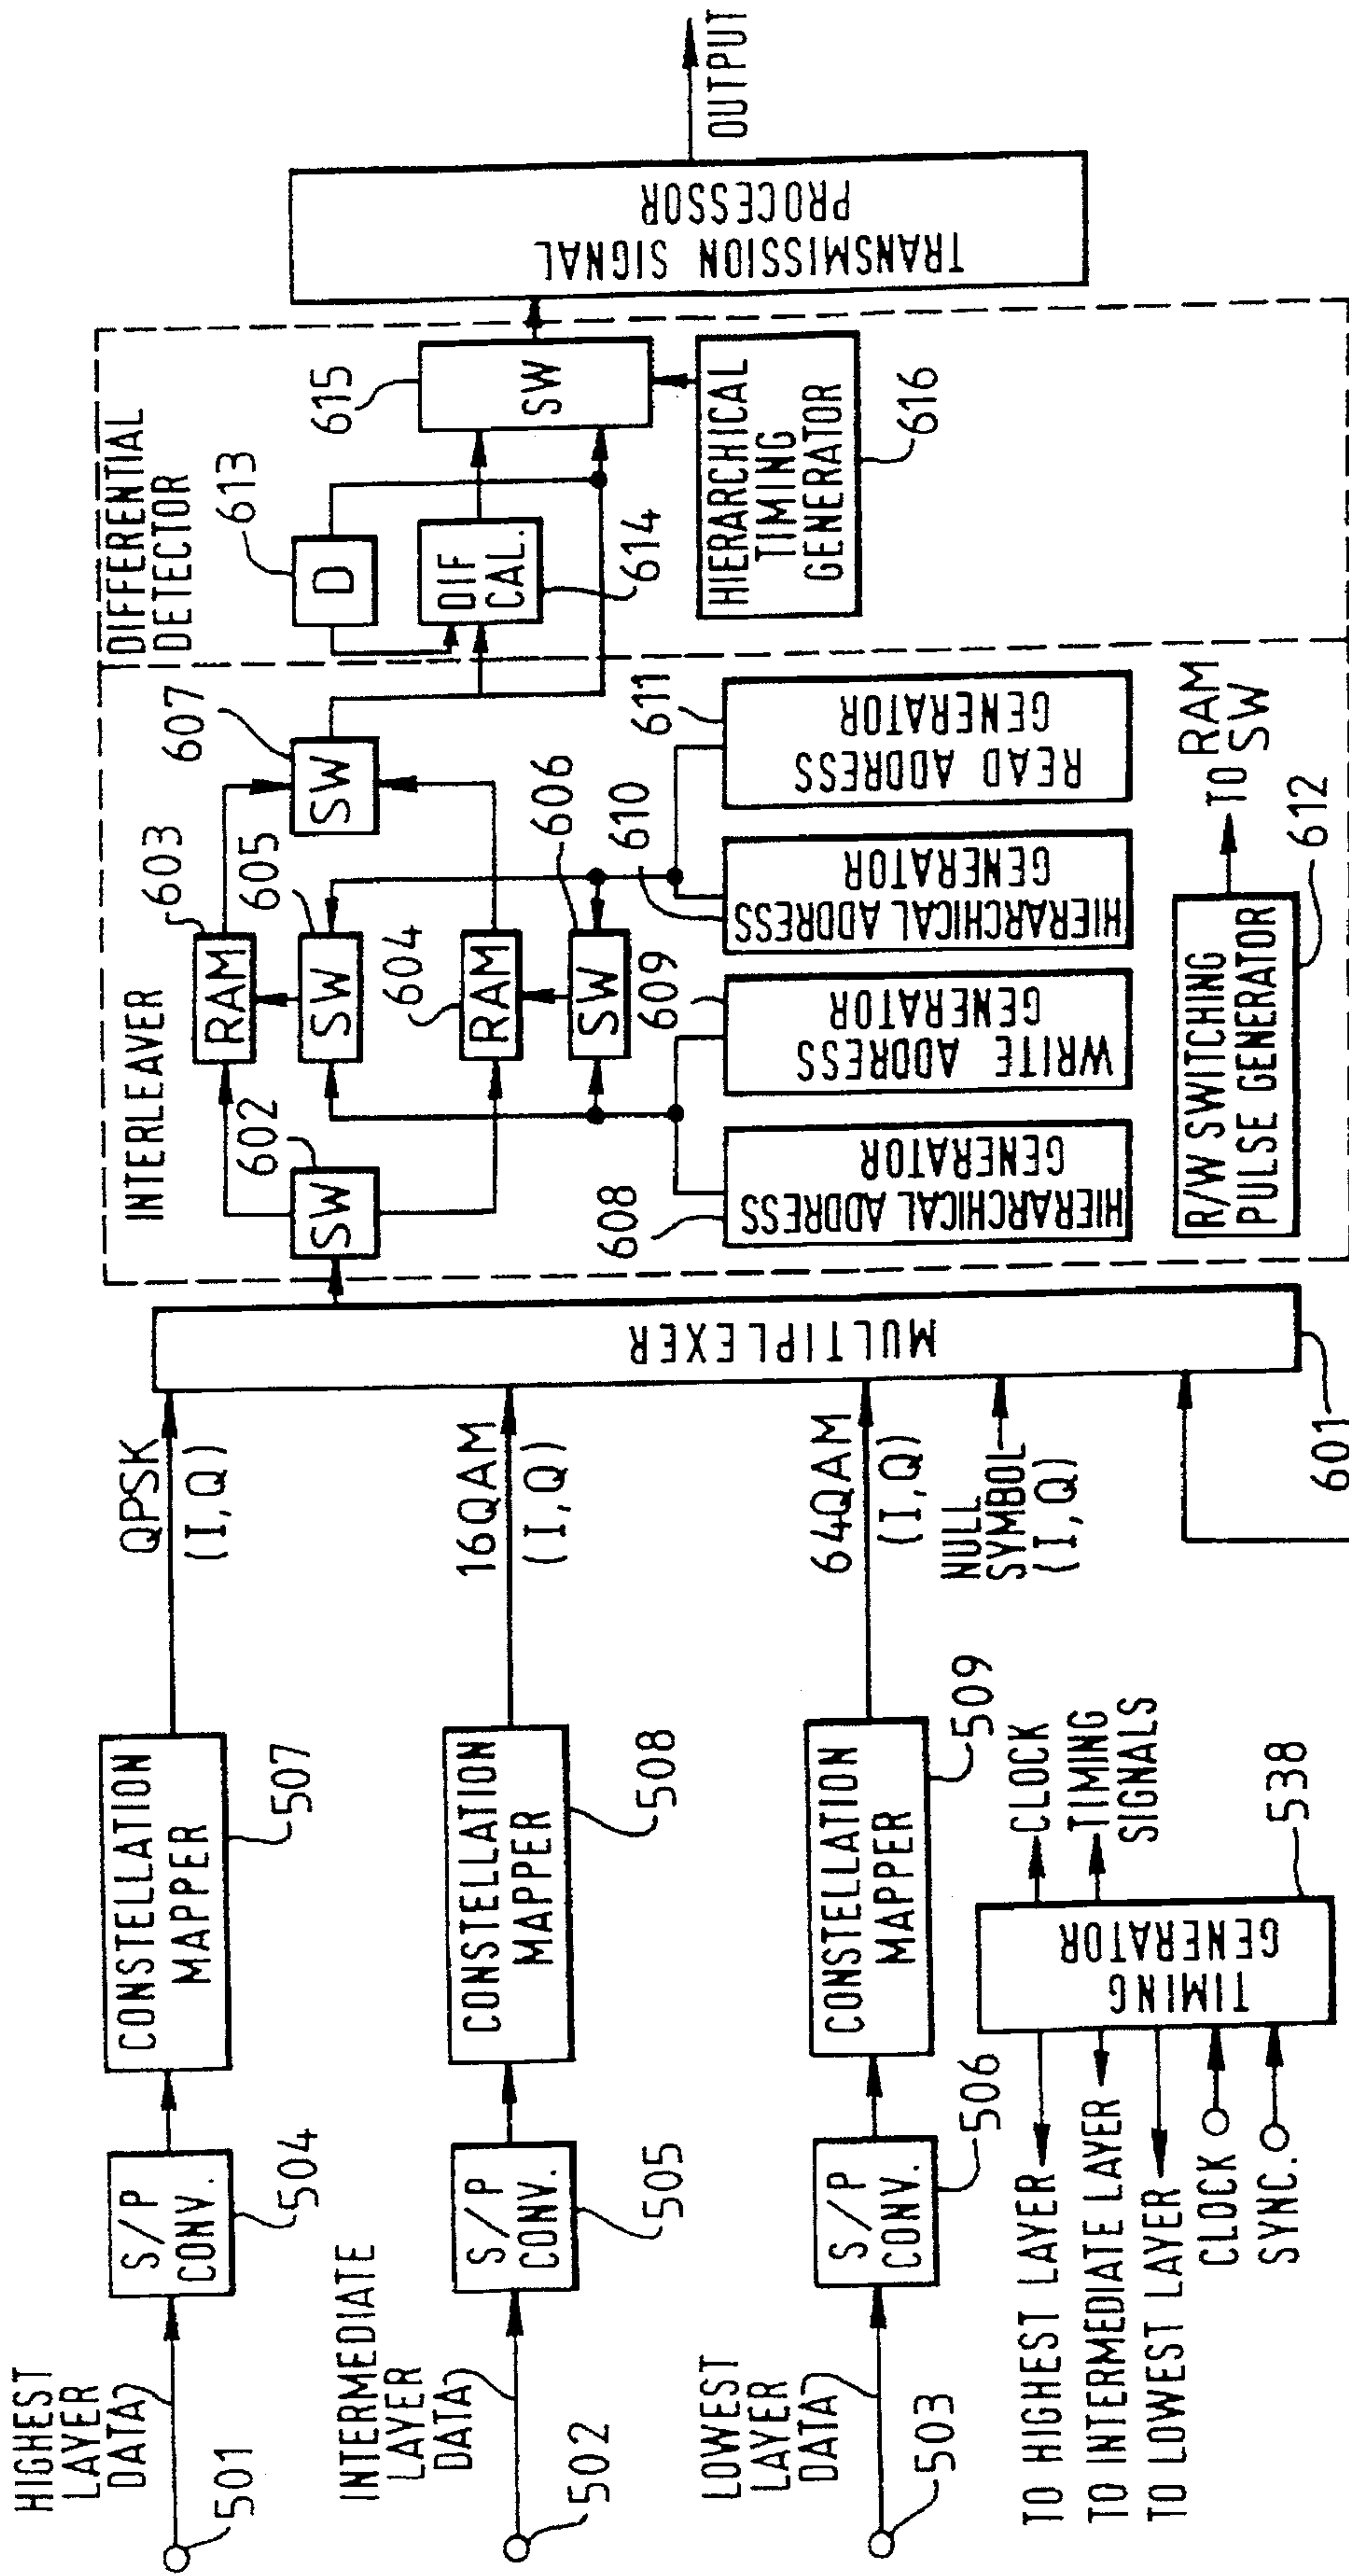 HIGHEST
LAYER
DATA
501
S/P
CONV.
504
CONSTELLATION
MAPPER
507
QPSK
(I,Q)
INTERMEDIATE
LAYER
DATA
502
S/P
CONV.
505
CONSTELLATION
MAPPER
508
16QAM
(I,Q)
LOWEST
LAYER
DATA
503
S/P
CONV.
506
CONSTELLATION
MAPPER
509
64QAM
(I,Q)
NULL
SYMBOL
(I,Q)
TO HIGHEST LAYER
TO INTERMEDIATE LAYER
TO LOWEST LAYER
CLOCK
SYNC.
TIMING
GENERATOR
538
CLOCK
TIMING
SIGNALS
MULTIPLEXER
601
INTERLEAVER
SW
602
RAM
603
SW
605
RAM
604
SW
606
SW
607
HIERARCHICAL ADDRESS
GENERATOR
608
WRITE ADDRESS
GENERATOR
609
HIERARCHICAL ADDRESS
GENERATOR
610
READ ADDRESS
GENERATOR
611
R/W SWITCHING
PULSE GENERATOR
612
TO RAM
SW
DIFFERENTIAL
DETECTOR
D
613
DIF
CAL.
614
SW
615
HIERARCHICAL
TIMING
GENERATOR
616
TRANSMISSION SIGNAL
PROCESSOR
OUTPUT